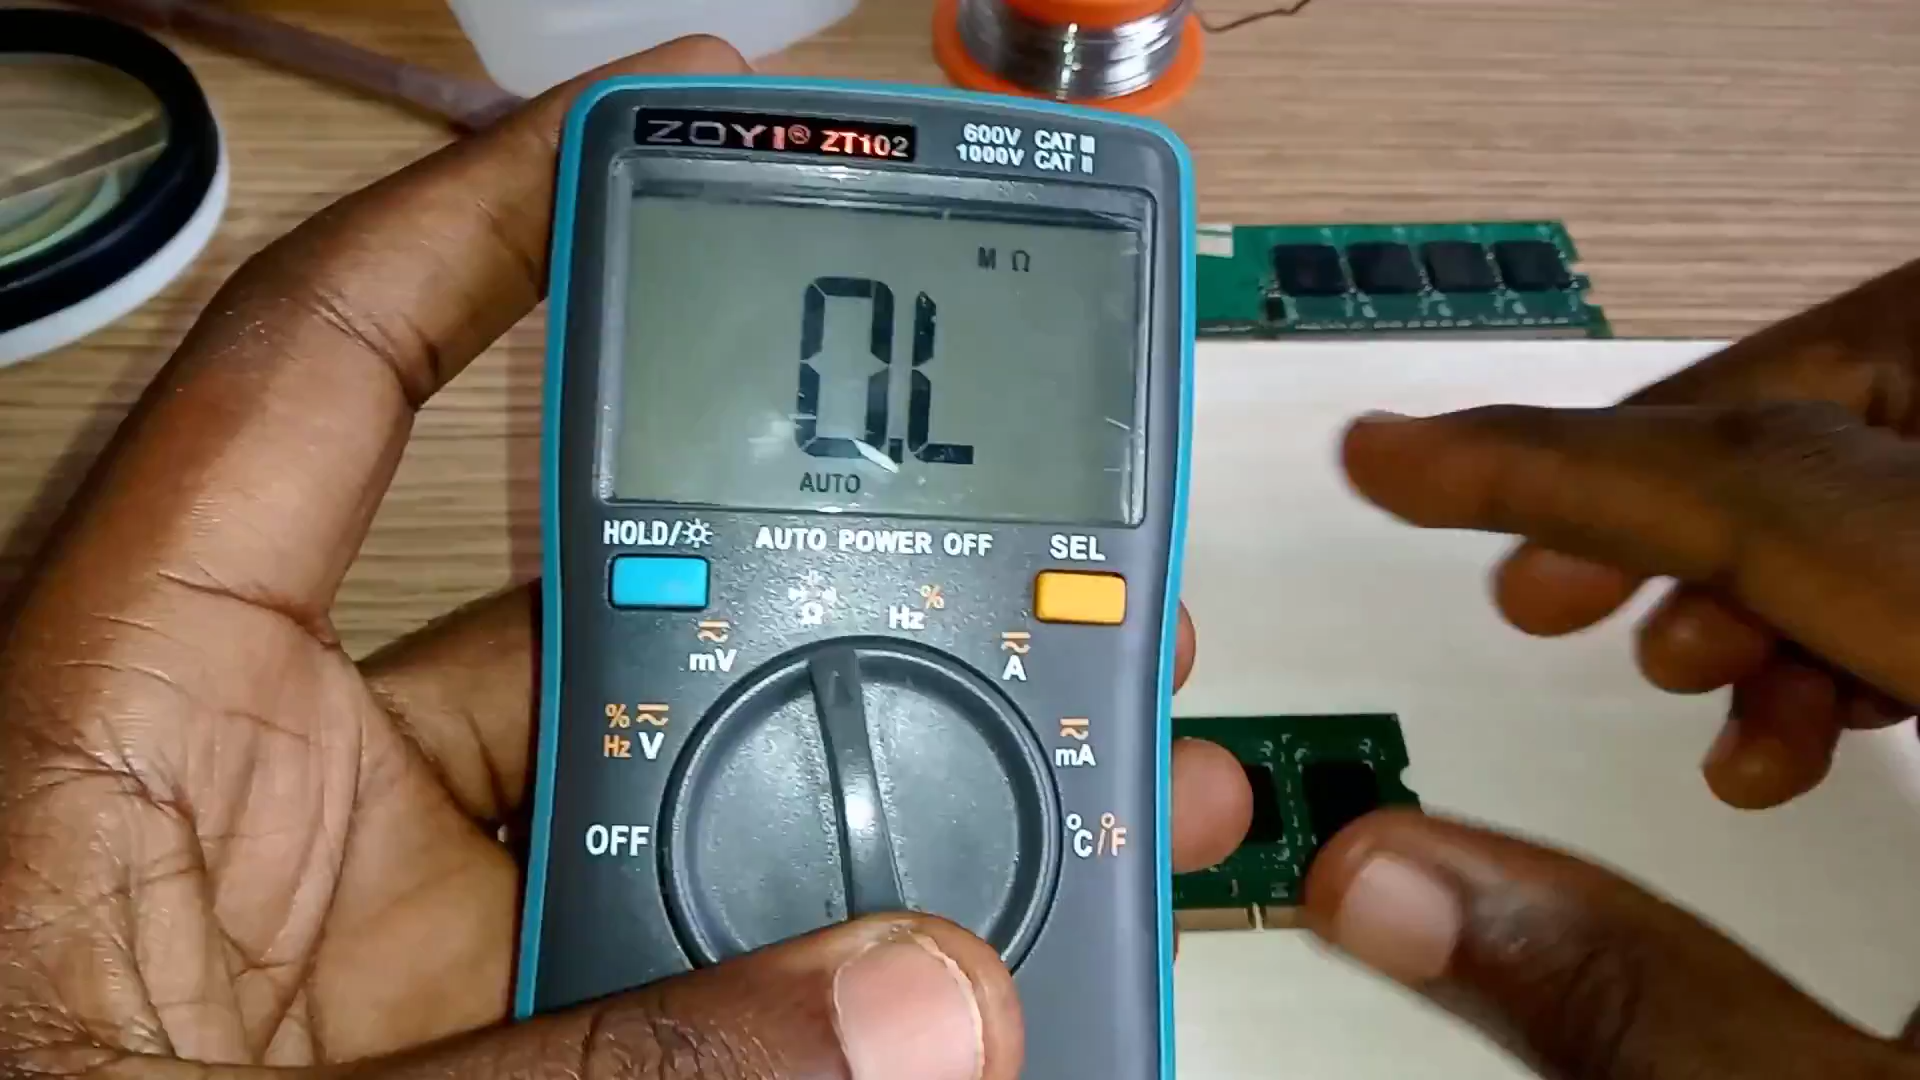 ZOYI® ZT102
600V CAT III
1000V CAT II
M Ω
0.L
AUTO
HOLD/
AUTO POWER OFF
SEL
Ω
Hz %
mV
A
% Hz V
mA
OFF
°C/°F